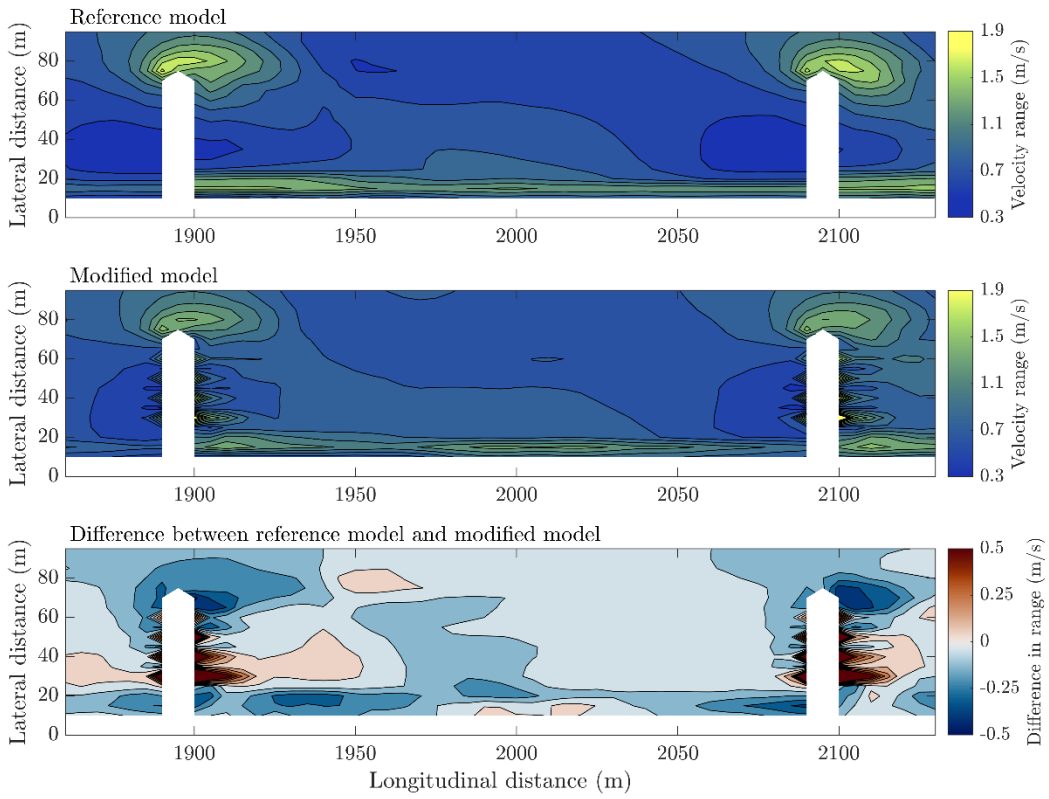 Reference model
Lateral distance (m)
80
60
40
20
0
1900 1950 2000 2050 2100
1.9
1.5
1.1
0.7
0.3
Velocity range (m/s)
Modified model
Lateral distance (m)
80
60
40
20
0
1900 1950 2000 2050 2100
1.9
1.5
1.1
0.7
0.3
Velocity range (m/s)
Difference between reference model and modified model
Lateral distance (m)
80
60
40
20
0
1900 1950 2000 2050 2100
Longitudinal distance (m)
0.5
0.25
0
-0.25
-0.5
Difference in range (m/s)